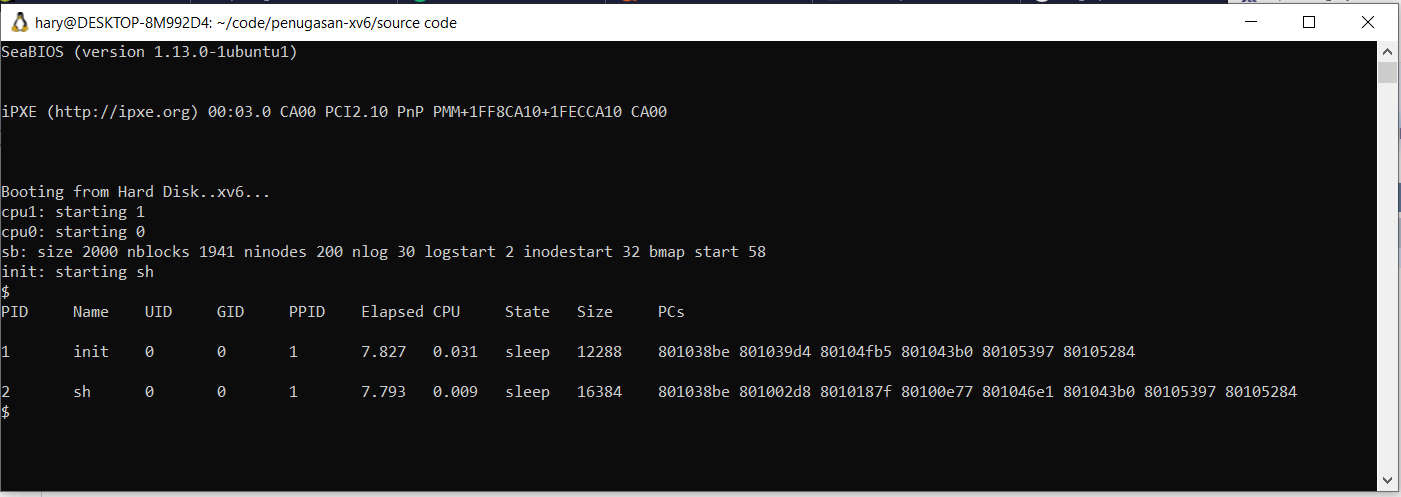 hary@DESKTOP-8M992D4: ~/code/penugasan-xv6/source code
SeaBIOS (version 1.13.0-1ubuntu1)
iPXE (http://ipxe.org) 00:03.0 CA00 PCI2.10 PnP PMM+1FF8CA10+1FECCA10 CA00
Booting from Hard Disk..xv6...
cpu1: starting 1
cpu0: starting 0
sb: size 2000 nblocks 1941 ninodes 200 nlog 30 logstart 2 inodestart 32 bmap start 58
init: starting sh
$
PID Name UID GID PPID Elapsed CPU State Size PCs
1 init 0 0 1 7.827 0.031 sleep 12288 801038be 801039d4 80104fb5 801043b0 80105397 80105284
2 sh 0 0 1 7.793 0.009 sleep 16384 801038be 801002d8 8010187f 80100e77 801046e1 801043b0 80105397 80105284
$